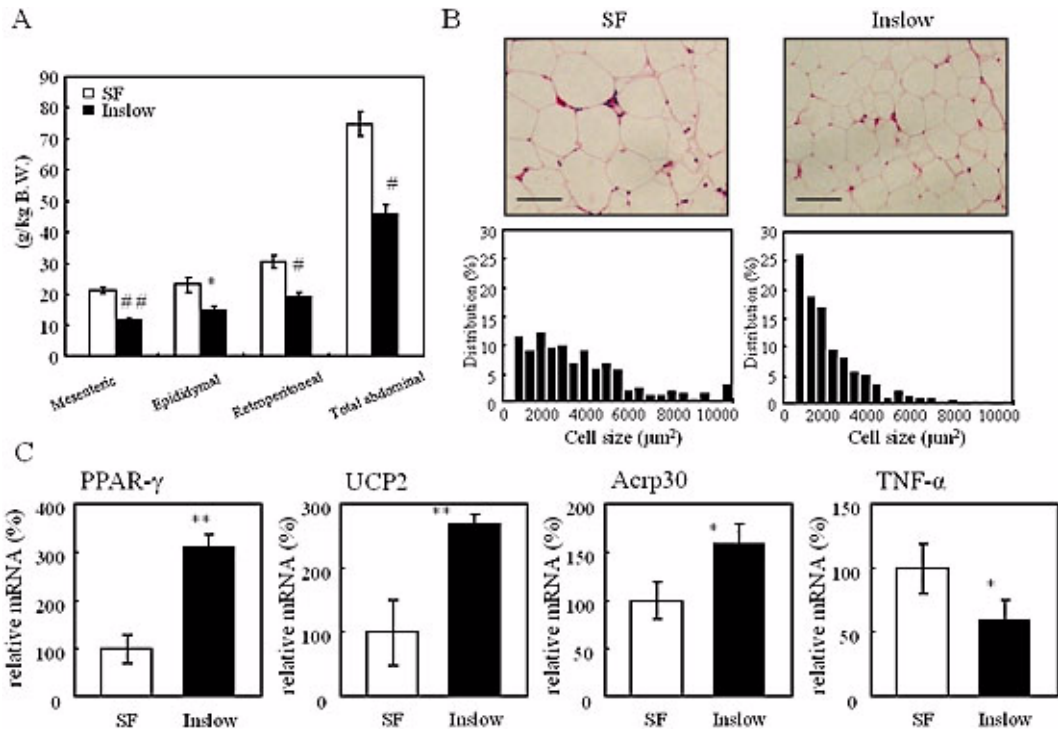 A
90
80
70
60
50
40
30
20
10
0
(g/kg B.W.)
SF
Inslow
##
*
#
#
Mesenteric
Epididymal
Retroperitoneal
Total abdominal
B
SF
Inslow
30
25
20
15
10
5
0
Distribution (%)
0 2000 4000 6000 8000 10000
Cell size (μm²)
30
25
20
15
10
5
0
Distribution (%)
0 2000 4000 6000 8000 10000
Cell size (μm²)
C
PPAR-γ
400
300
200
100
0
relative mRNA (%)
**
SF Inslow
UCP2
300
200
100
0
relative mRNA (%)
**
SF Inslow
Acrp30
200
150
100
50
0
relative mRNA (%)
*
SF Inslow
TNF-α
150
100
50
0
relative mRNA (%)
*
SF Inslow